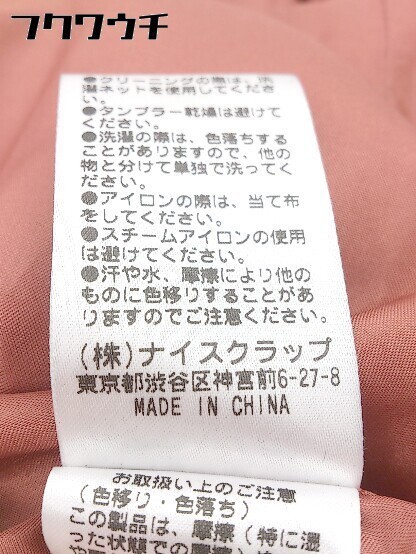 フクワウチ
●クリーニングの際は、洗
濯ネットを使用してくださ
い。
●タンブラー乾燥は避けて
ください。
●洗濯の際は、色落ちする
ことがありますので、他の
物と分けて単独で洗ってく
ださい。
●アイロンの際は、当て布
をしてください。
●スチームアイロンの使用
は避けてください。
●汗や水、摩擦により他の
ものに色移りすることがあ
りますのでご注意ください。
(株)ナイスクラップ
東京都渋谷区神宮前6-27-8
MADE IN CHINA
お取扱い上のご注意
(色移り・色落ち)
この製品は、摩擦(特に湿
った状態での摩擦)